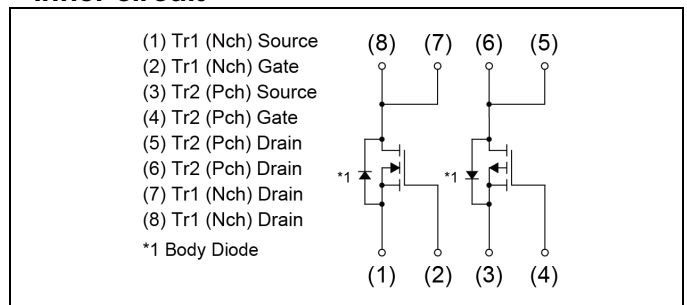 (1) Tr1 (Nch) Source
(2) Tr1 (Nch) Gate
(3) Tr2 (Pch) Source
(4) Tr2 (Pch) Gate
(5) Tr2 (Pch) Drain
(6) Tr2 (Pch) Drain
(7) Tr1 (Nch) Drain
(8) Tr1 (Nch) Drain
*1 Body Diode
(8) (7) (6) (5)
*1 *1
(1) (2) (3) (4)